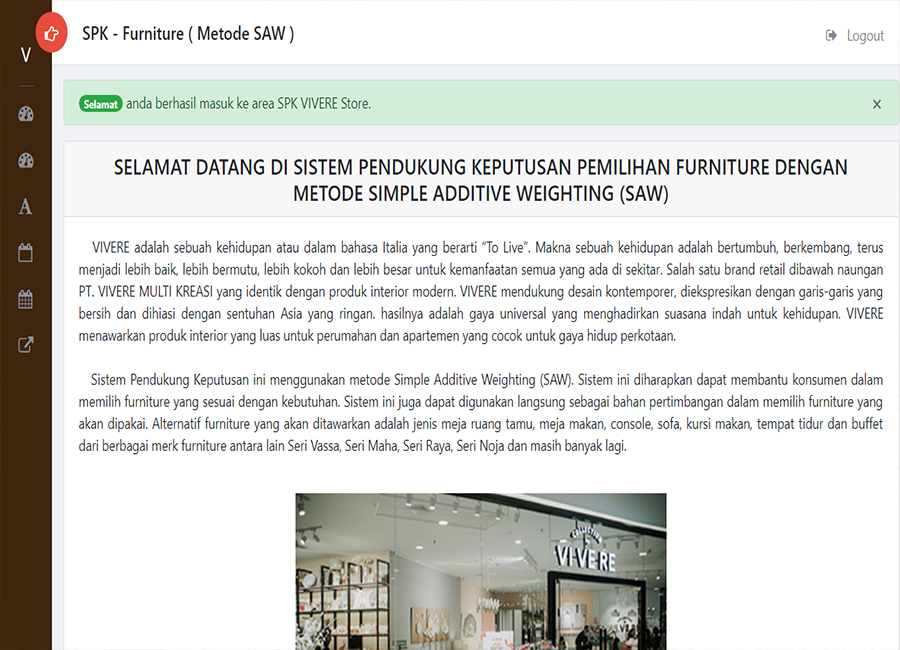 V
SPK - Furniture ( Metode SAW )
Logout
Selamat anda berhasil masuk ke area SPK VIVERE Store.
×
SELAMAT DATANG DI SISTEM PENDUKUNG KEPUTUSAN PEMILIHAN FURNITURE DENGAN
METODE SIMPLE ADDITIVE WEIGHTING (SAW)
VIVERE adalah sebuah kehidupan atau dalam bahasa Italia yang berarti “To Live”. Makna sebuah kehidupan adalah bertumbuh, berkembang, terus
menjadi lebih baik, lebih bermutu, lebih kokoh dan lebih besar untuk kemanfaatan semua yang ada di sekitar. Salah satu brand retail dibawah naungan
PT. VIVERE MULTI KREASI yang identik dengan produk interior modern. VIVERE mendukung desain kontemporer, diekspresikan dengan garis-garis yang
bersih dan dihiasi dengan sentuhan Asia yang ringan. hasilnya adalah gaya universal yang menghadirkan suasana indah untuk kehidupan. VIVERE
menawarkan produk interior yang luas untuk perumahan dan apartemen yang cocok untuk gaya hidup perkotaan.
Sistem Pendukung Keputusan ini menggunakan metode Simple Additive Weighting (SAW). Sistem ini diharapkan dapat membantu konsumen dalam
memilih furniture yang sesuai dengan kebutuhan. Sistem ini juga dapat digunakan langsung sebagai bahan pertimbangan dalam memilih furniture yang
akan dipakai. Alternatif furniture yang akan ditawarkan adalah jenis meja ruang tamu, meja makan, console, sofa, kursi makan, tempat tidur dan buffet
dari berbagai merk furniture antara lain Seri Vassa, Seri Maha, Seri Raya, Seri Noja dan masih banyak lagi.
COLLECTION
VIVERE